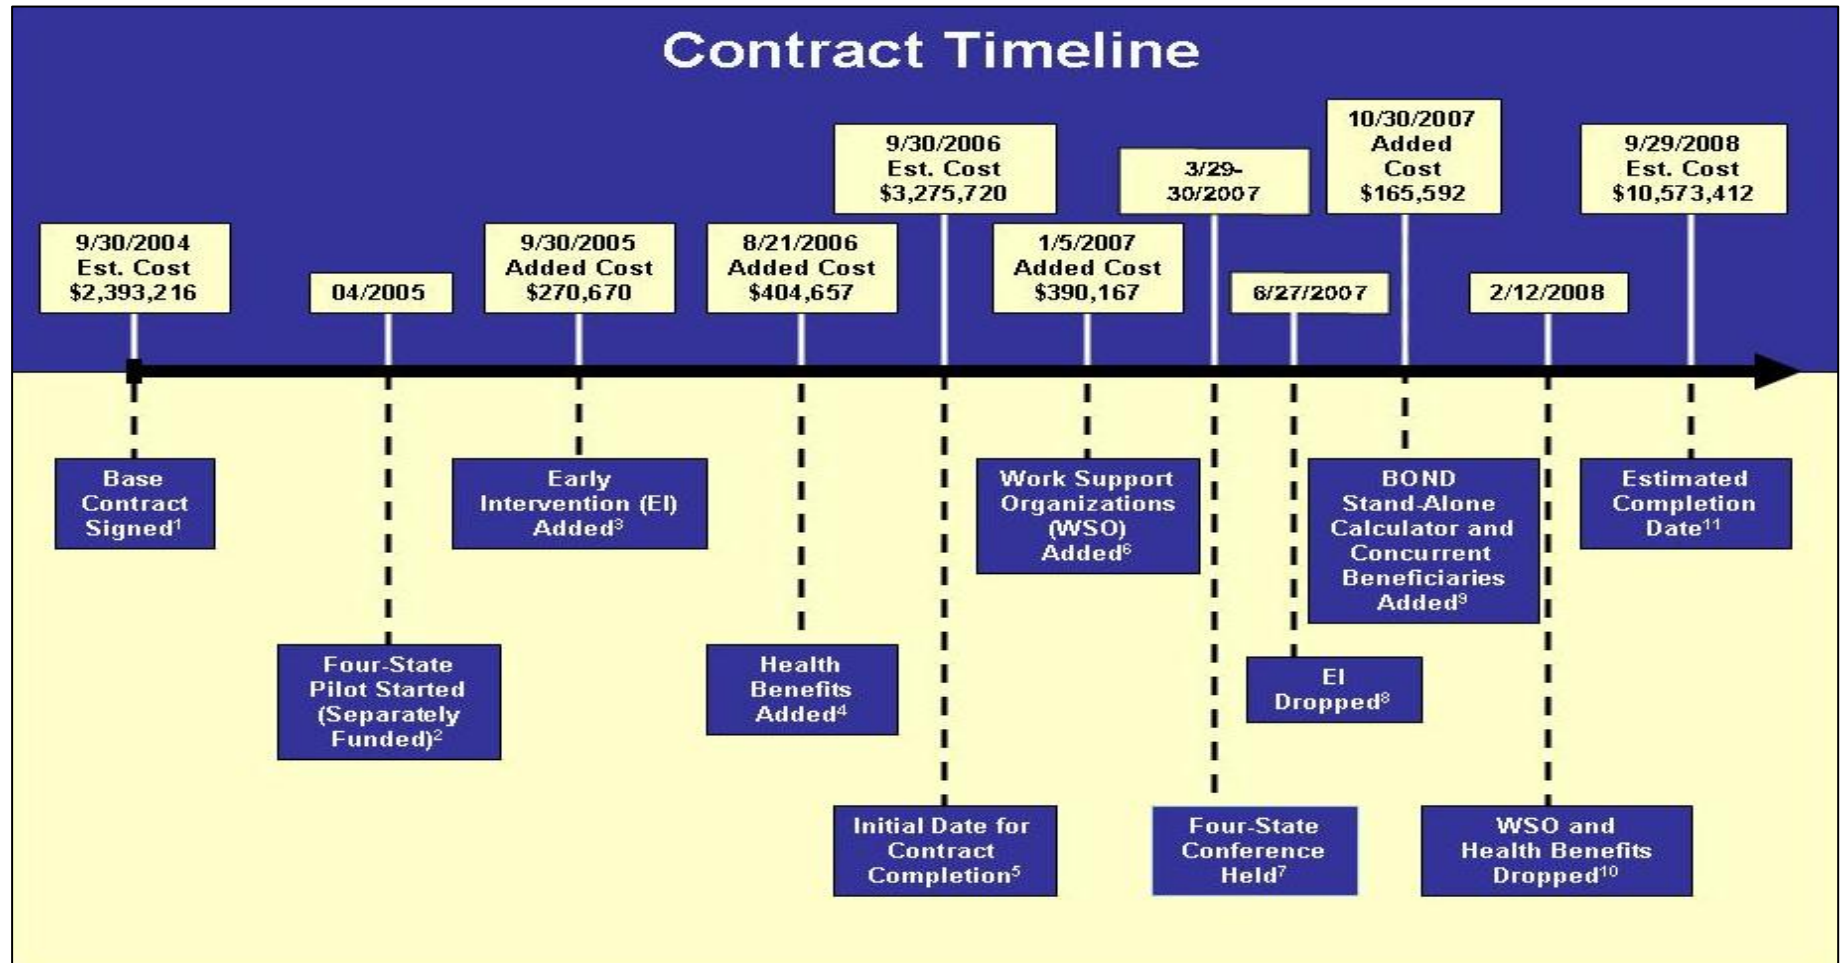 Contract Timeline
9/30/2004
Est. Cost
$2,393,216
04/2005
9/30/2005
Added Cost
$270,670
8/21/2006
Added Cost
$404,657
9/30/2006
Est. Cost
$3,275,720
1/5/2007
Added Cost
$390,167
3/29-
30/2007
6/27/2007
10/30/2007
Added
Cost
$165,592
2/12/2008
9/29/2008
Est. Cost
$10,573,412
Base
Contract
Signed¹
Four-State
Pilot Started
(Separately
Funded)²
Early
Intervention (EI)
Added³
Health
Benefits
Added⁴
Initial Date for
Contract
Completion⁵
Work Support
Organizations
(WSO)
Added⁶
Four-State
Conference
Held⁷
EI
Dropped⁸
BOND
Stand-Alone
Calculator and
Concurrent
Beneficiaries
Added⁹
WSO and
Health Benefits
Dropped¹⁰
Estimated
Completion
Date¹¹